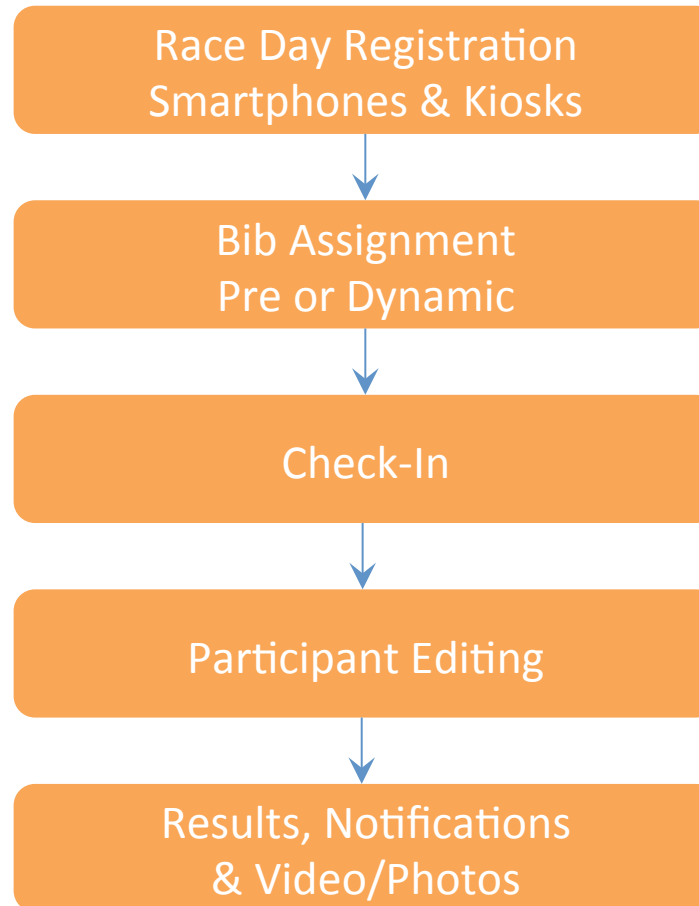 Race Day Registration
Smartphones & Kiosks
Bib Assignment
Pre or Dynamic
Check-In
Participant Editing
Results, Notifications
& Video/Photos